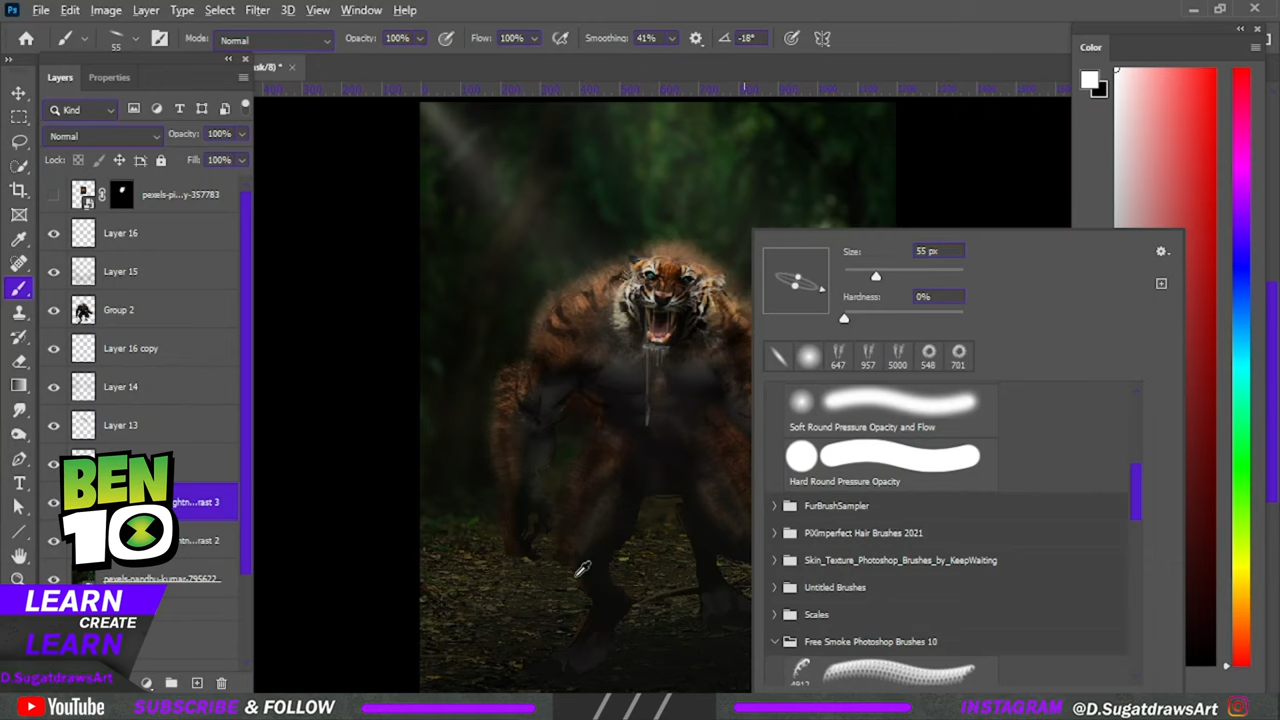 Ps File Edit Image Layer Type Select Filter 3D View Window Help
55 Mode: Normal Opacity: 100% Flow: 100% Smoothing: 41% -18°
Layers Properties
ask/8) *
Color
Kind
Normal Opacity: 100%
Lock: Fill: 100%
pexels-pi...y-357783
Layer 16
Layer 15
Group 2
Layer 16 copy
Layer 14
Layer 13
ghtn...rast 3
ghtn...rast 2
Size: 55 px
Hardness: 0%
647 957 5000 548 701
Soft Round Pressure Opacity and Flow
Hard Round Pressure Opacity
FurBrushSampler
PiXimperfect Hair Brushes 2021
Skin_Texture_Photoshop_Brushes_by_KeepWaiting
Untitled Brushes
Scales
Free Smoke Photoshop Brushes 10
BEN
10
LEARN
CREATE
LEARN
D.SugatdrawsArt
YouTube SUBSCRIBE & FOLLOW
INSTAGRAM @D.SugatdrawsArt